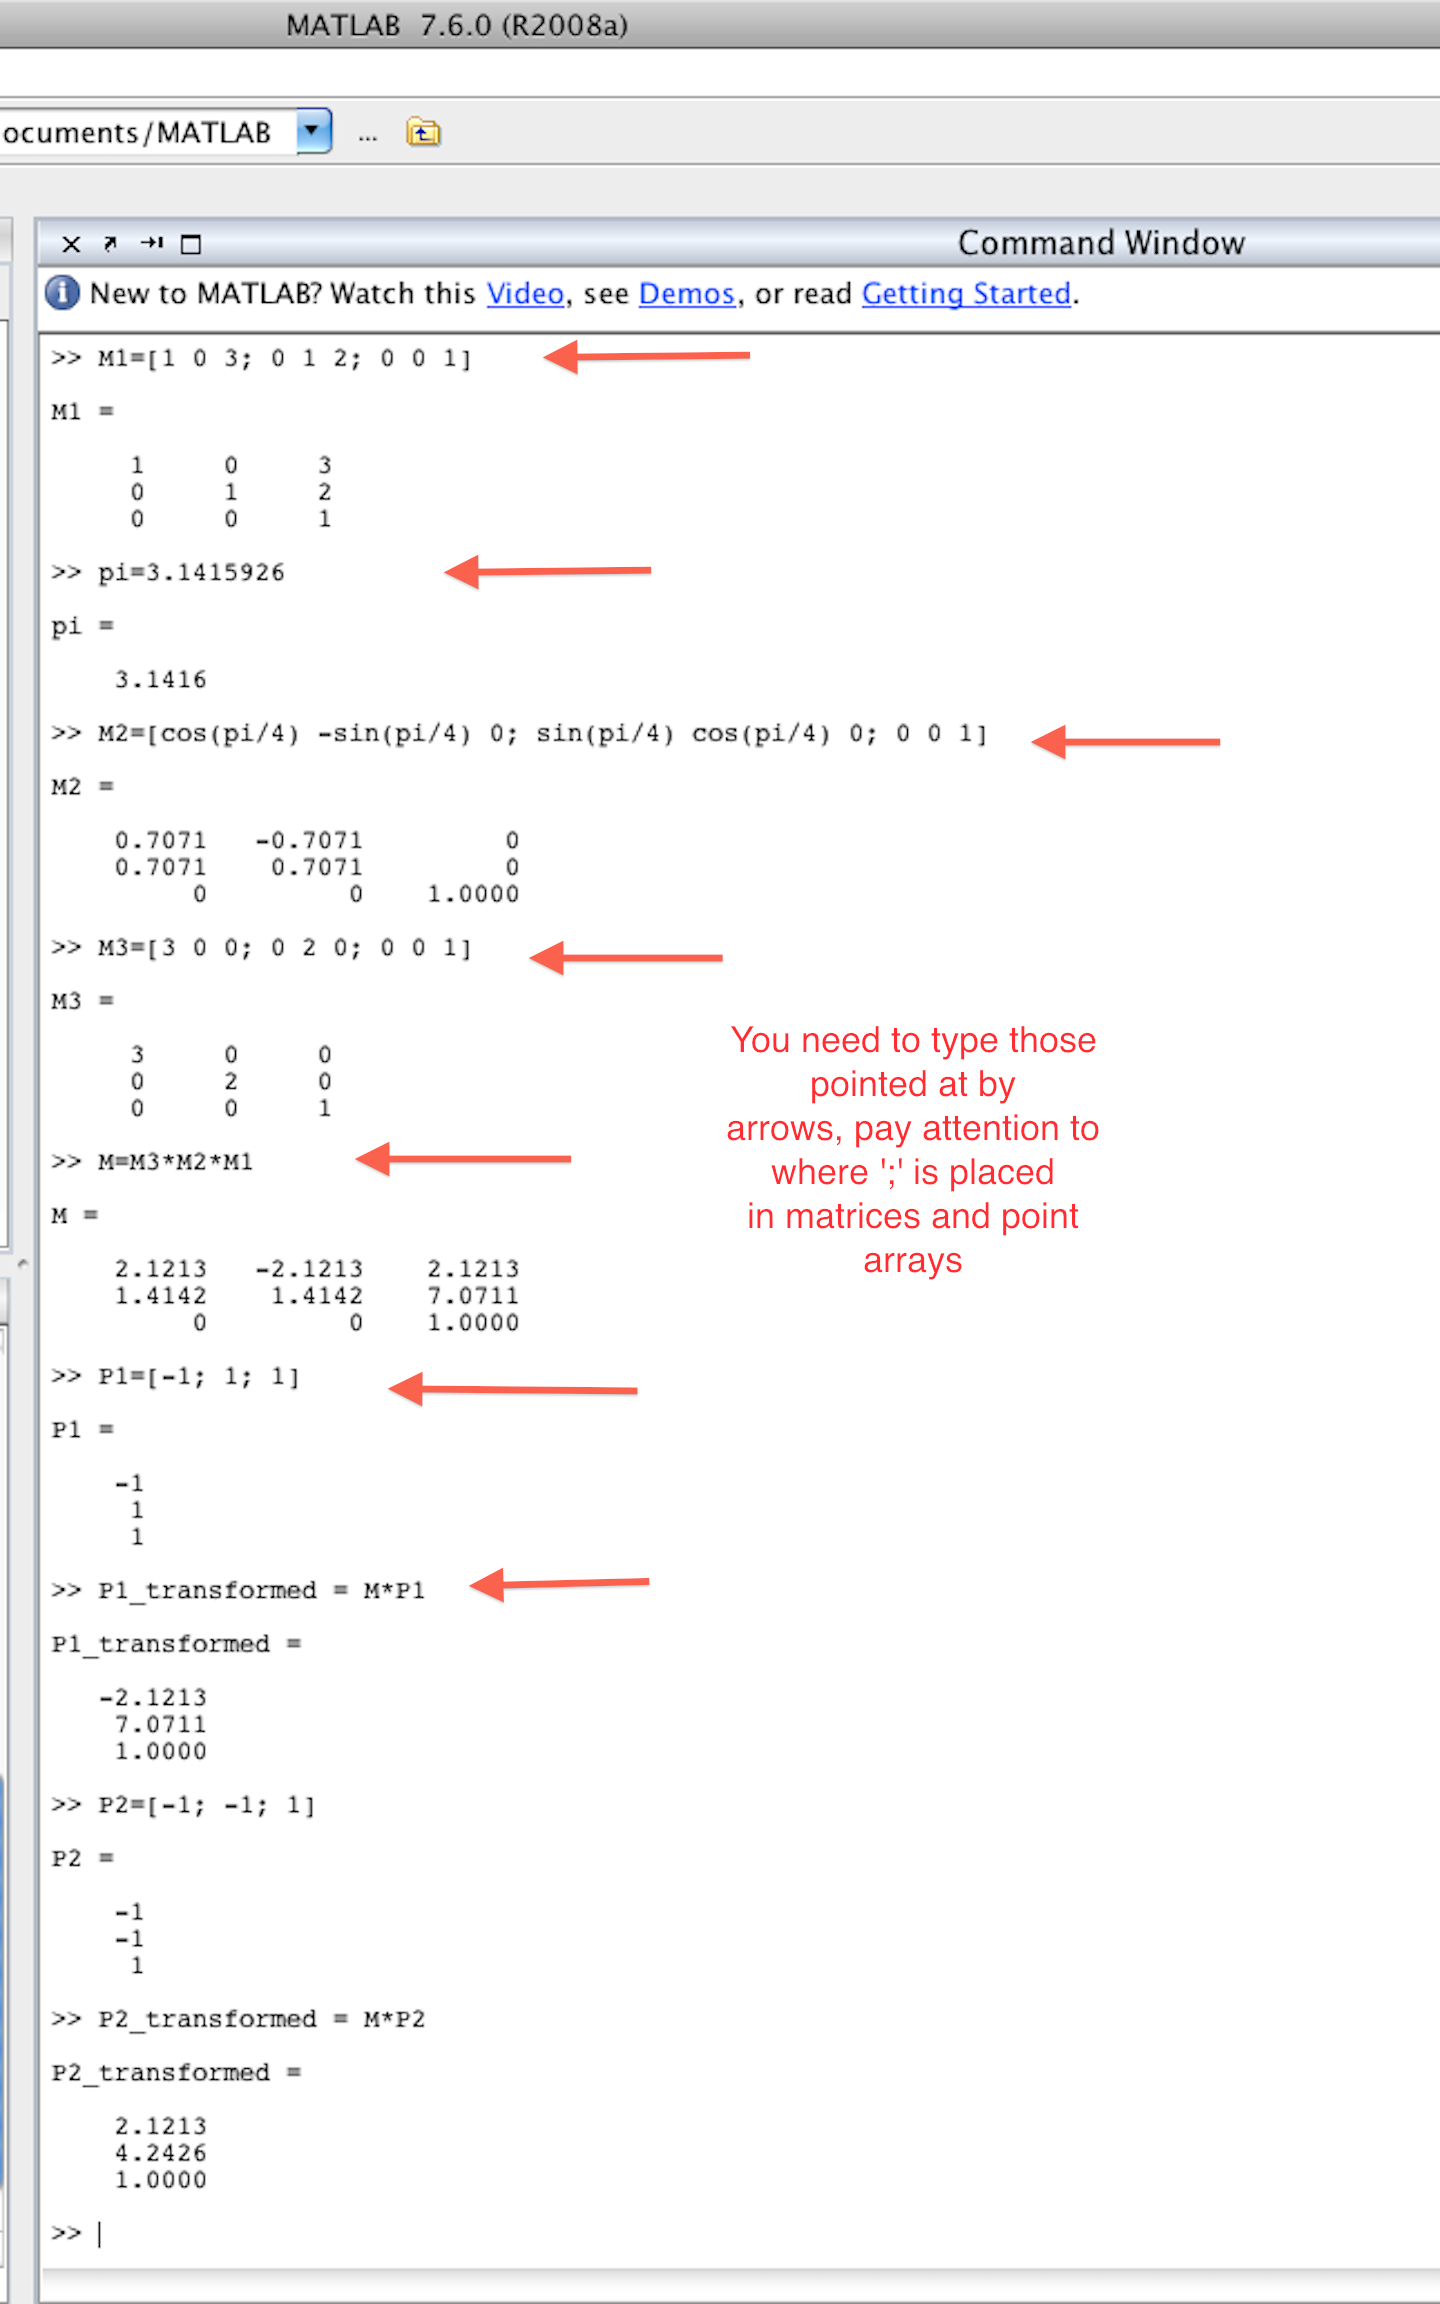 MATLAB 7.6.0 (R2008a)
ocuments/MATLAB
...
Command Window
New to MATLAB? Watch this Video, see Demos, or read Getting Started.
>> M1=[1 0 3; 0 1 2; 0 0 1]
M1 =
1 0 3
0 1 2
0 0 1
>> pi=3.1415926
pi =
3.1416
>> M2=[cos(pi/4) -sin(pi/4) 0; sin(pi/4) cos(pi/4) 0; 0 0 1]
M2 =
0.7071 -0.7071 0
0.7071 0.7071 0
0 0 1.0000
>> M3=[3 0 0; 0 2 0; 0 0 1]
M3 =
3 0 0
0 2 0
0 0 1
You need to type those
pointed at by
arrows, pay attention to
where ';' is placed
in matrices and point
arrays
>> M=M3*M2*M1
M =
2.1213 -2.1213 2.1213
1.4142 1.4142 7.0711
0 0 1.0000
>> P1=[-1; 1; 1]
P1 =
-1
1
1
>> P1_transformed = M*P1
P1_transformed =
-2.1213
7.0711
1.0000
>> P2=[-1; -1; 1]
P2 =
-1
-1
1
>> P2_transformed = M*P2
P2_transformed =
2.1213
4.2426
1.0000
>>